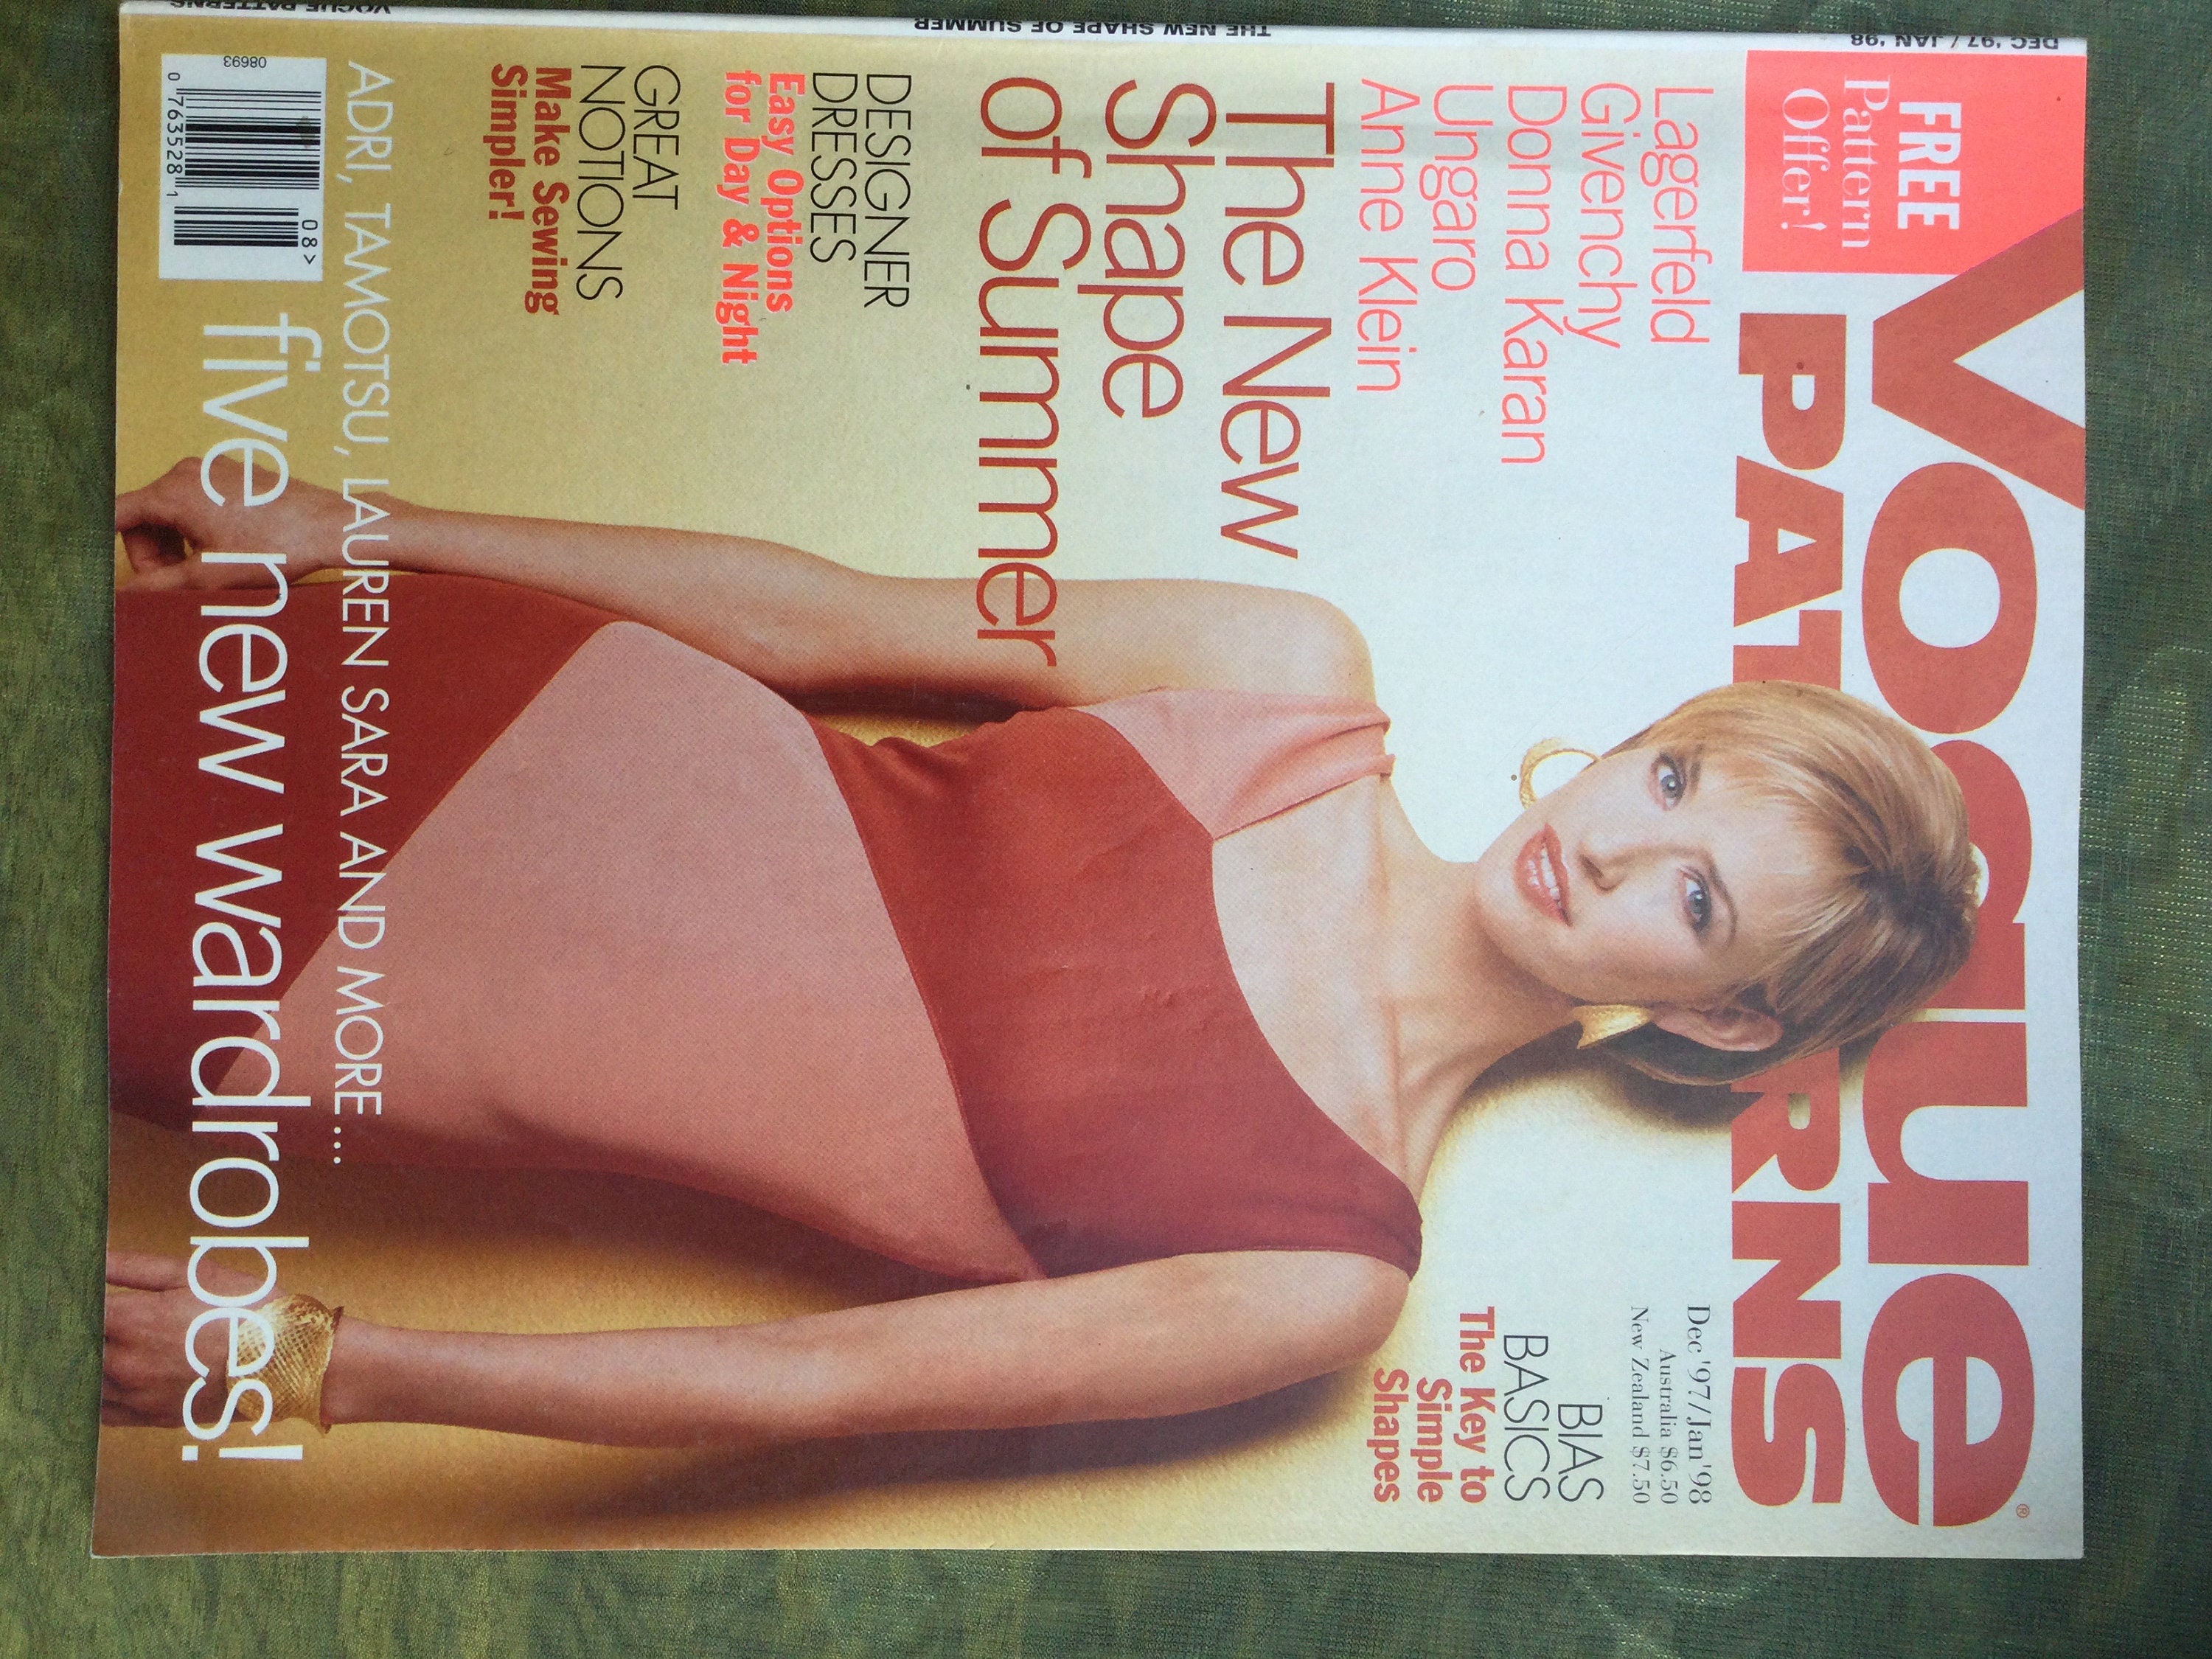 FREE
Pattern
Offer!
Vogue®
PATTERNS
Dec '97/Jan '98
Australia $6.50
New Zealand $7.50
Lagerfeld
Givenchy
Donna Karan
Ungaro
Anne Klein
BIAS
BASICS
The Key to
Simple
Shapes
The New
Shape
of Summer
DESIGNER
DRESSES
Easy Options
for Day & Night
GREAT
NOTIONS
Make Sewing
Simpler!
ADRI, TAMOTSU, LAUREN SARA AND MORE...
five new wardrobes!
08693
0 763528 1
08>
DEC '97 / JAN '98
THE NEW SHAPE OF SUMMER
VOGUE PATTERNS